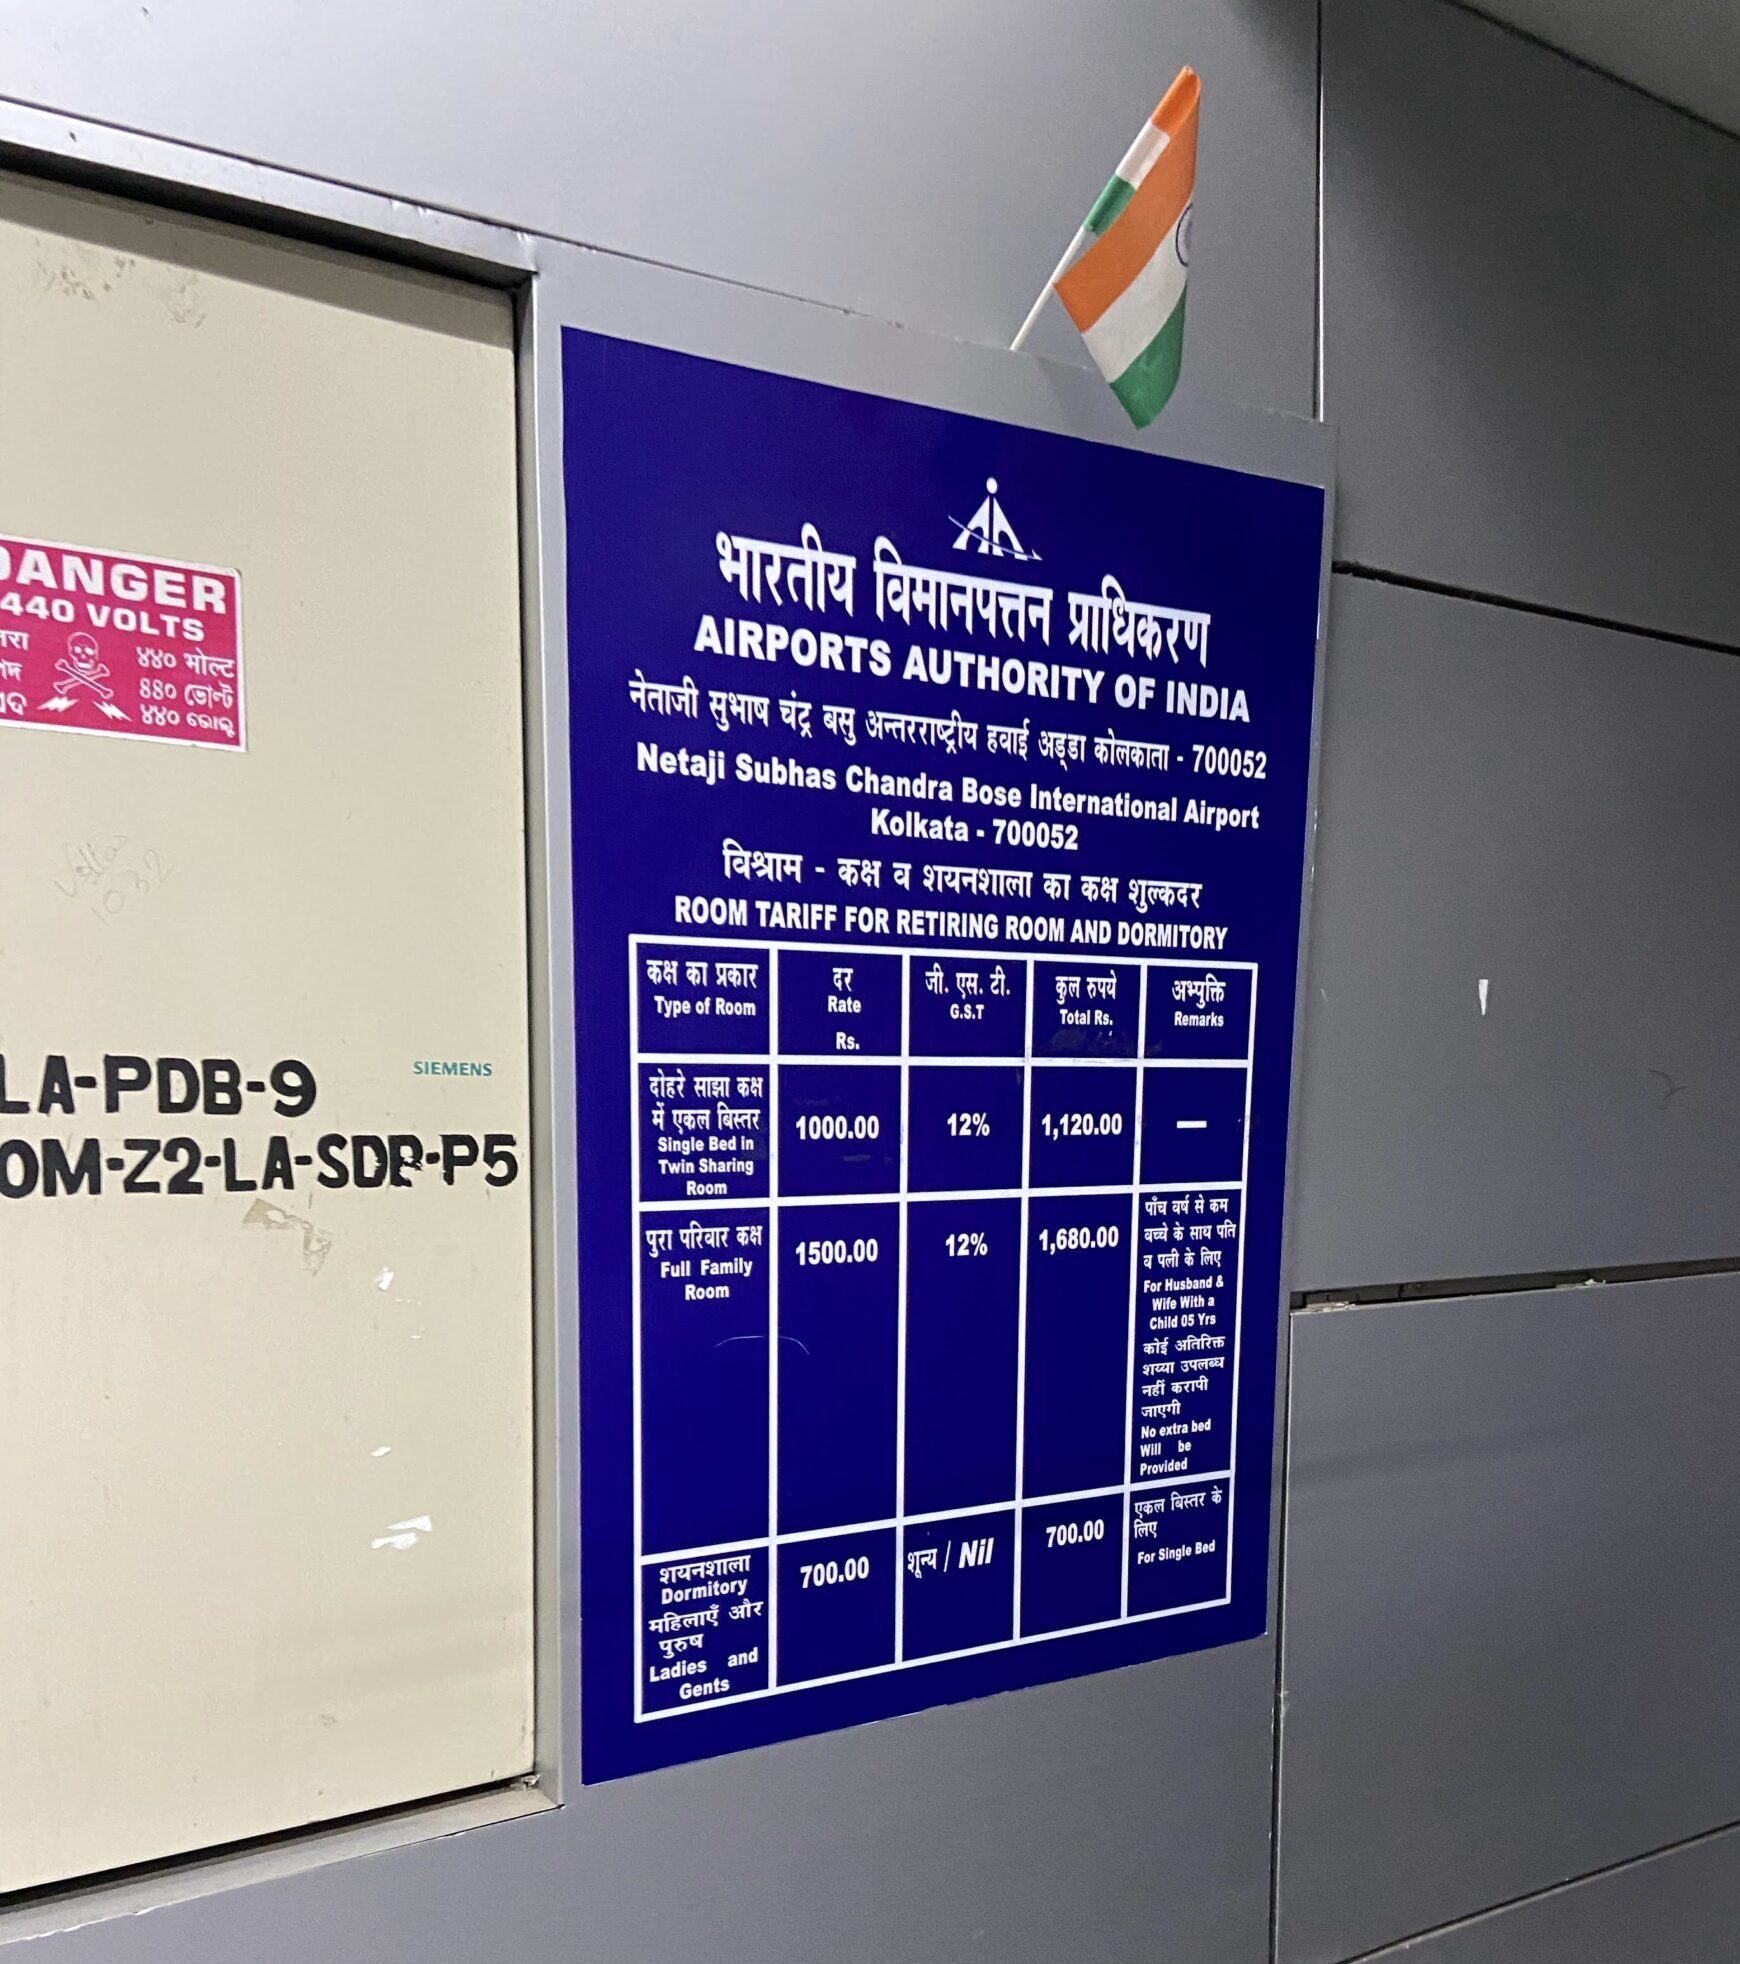 DANGER
440 VOLTS
४४० भोल्ट
LA-PDB-9
SIEMENS
OM-Z2-LA-SDP-P5
भारतीय विमानपत्तन प्राधिकरण
AIRPORTS AUTHORITY OF INDIA
नेताजी सुभाष चंद्र बसु अन्तरराष्ट्रीय हवाई अड्डा कोलकाता - 700052
Netaji Subhas Chandra Bose International Airport
Kolkata - 700052
विश्राम - कक्ष व शयनशाला का कक्ष शुल्कदर
ROOM TARIFF FOR RETIRING ROOM AND DORMITORY
कक्ष का प्रकार
Type of Room
दर
Rate
Rs.
जी. एस. टी.
G.S.T
कुल रुपये
Total Rs.
अभ्युक्ति
Remarks
दोहरे साझा कक्ष
में एकल बिस्तर
Single Bed in
Twin Sharing
Room
1000.00
12%
1,120.00
—
पुरा परिवार कक्ष
Full Family
Room
1500.00
12%
1,680.00
पाँच वर्ष से कम
बच्चे के साथ पति
व पत्नी के लिए
For Husband &
Wife With a
Child 05 Yrs
कोई अतिरिक्त
शय्या उपलब्ध
नहीं करापी
जाएगी
No extra bed
Will be
Provided
शयनशाला
Dormitory
महिलाएँ और
पुरुष
Ladies and
Gents
700.00
शून्य / Nil
700.00
एकल बिस्तर के
लिए
For Single Bed